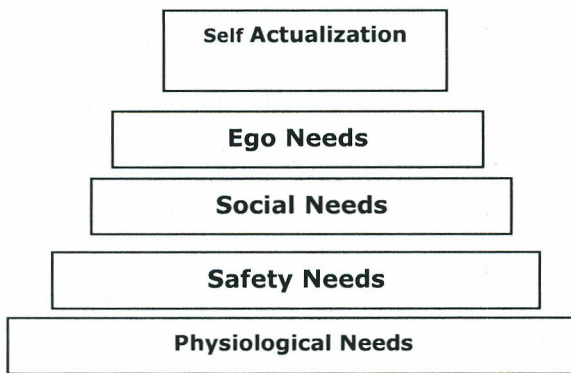 Self Actualization
Ego Needs
Social Needs
Safety Needs
Physiological Needs